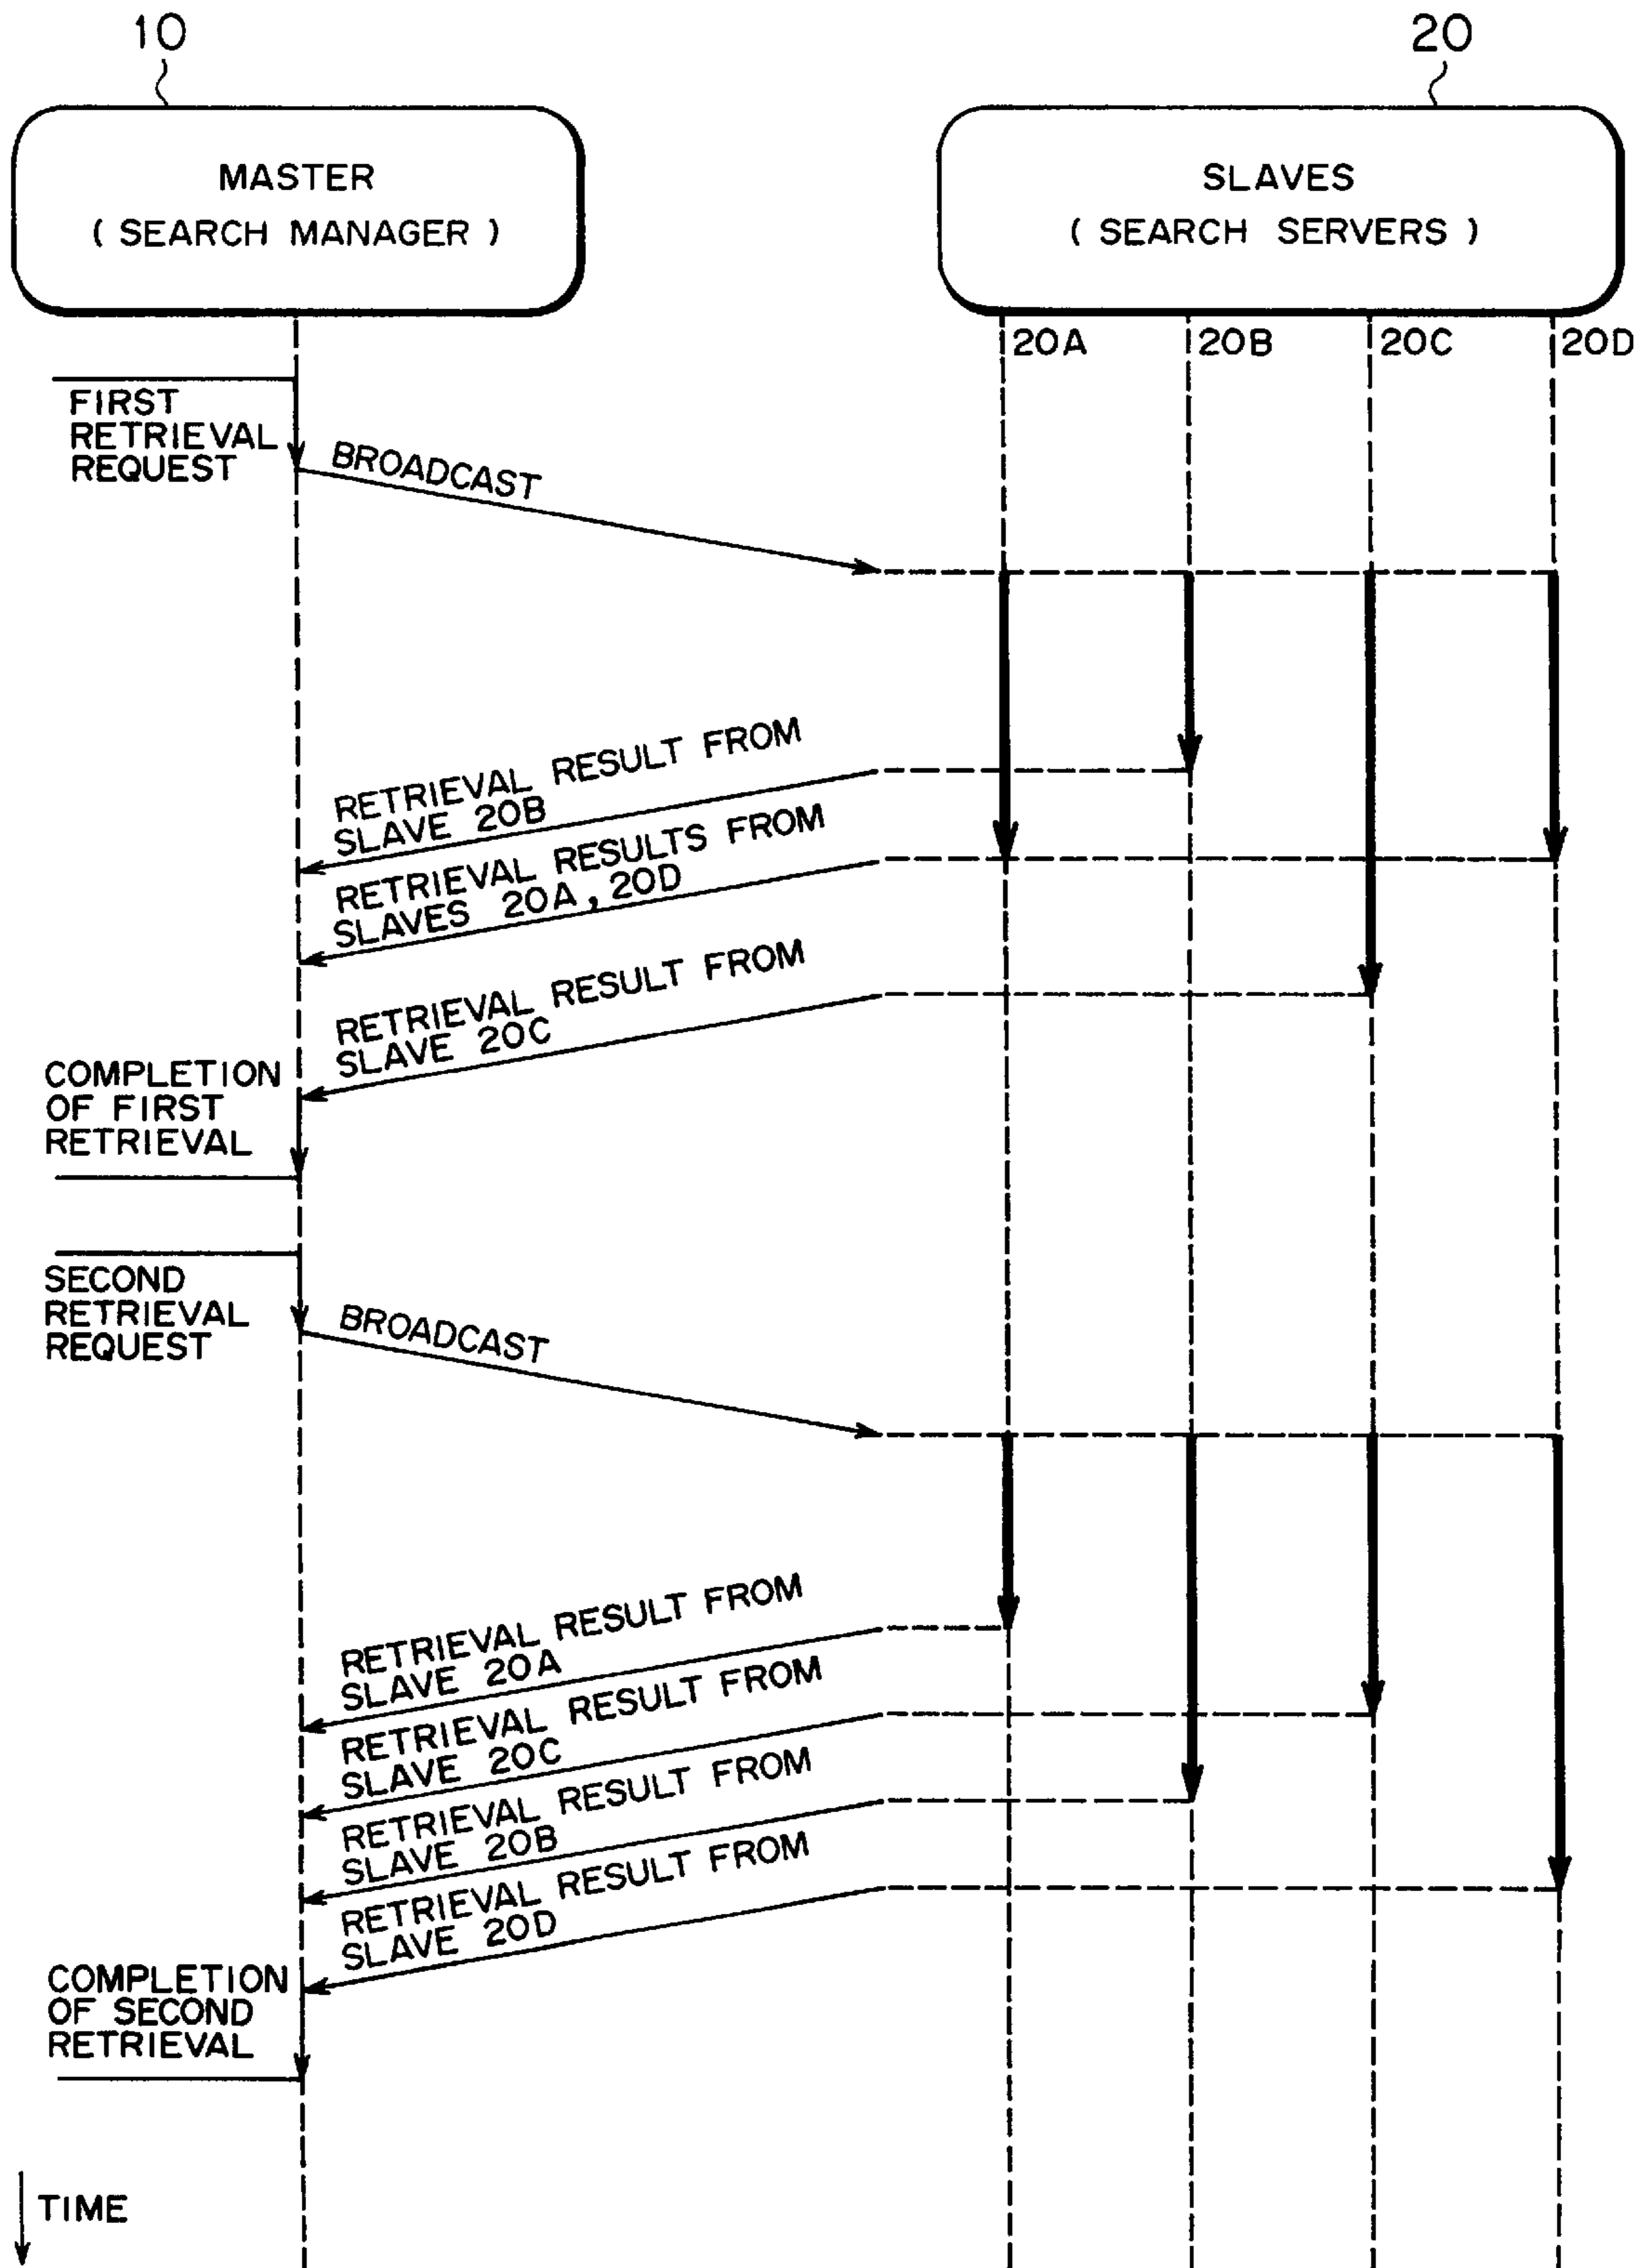 10
20
MASTER
( SEARCH MANAGER )
SLAVES
( SEARCH SERVERS )
20A
20B
20C
20D
FIRST
RETRIEVAL
REQUEST
BROADCAST
RETRIEVAL RESULT FROM
SLAVE 20B
RETRIEVAL RESULTS FROM
SLAVES 20A, 20D
RETRIEVAL RESULT FROM
SLAVE 20C
COMPLETION
OF FIRST
RETRIEVAL
SECOND
RETRIEVAL
REQUEST
BROADCAST
RETRIEVAL RESULT FROM
SLAVE 20A
RETRIEVAL RESULT FROM
SLAVE 20C
RETRIEVAL RESULT FROM
SLAVE 20B
RETRIEVAL RESULT FROM
SLAVE 20D
COMPLETION
OF SECOND
RETRIEVAL
TIME